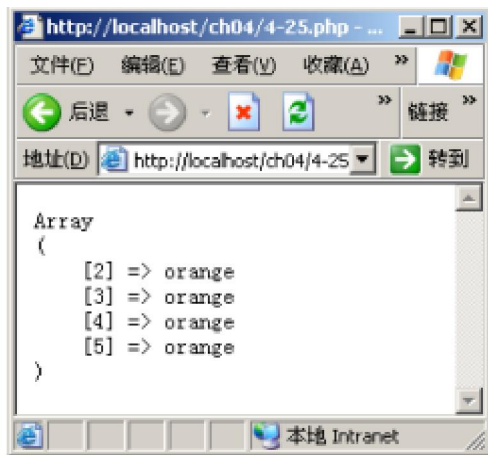 http://localhost/ch04/4-25.php - ...
文件(F) 编辑(E) 查看(V) 收藏(A) »
后退 » 链接 »
地址(D) http://localhost/ch04/4-25 转到
Array
(
[2] => orange
[3] => orange
[4] => orange
[5] => orange
)
本地 Intranet